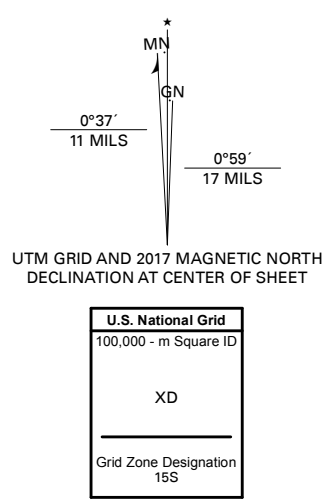 ★
MN
GN
0°37´
11 MILS
0°59´
17 MILS
UTM GRID AND 2017 MAGNETIC NORTH
DECLINATION AT CENTER OF SHEET
U.S. National Grid
100,000 - m Square ID
XD
Grid Zone Designation
15S